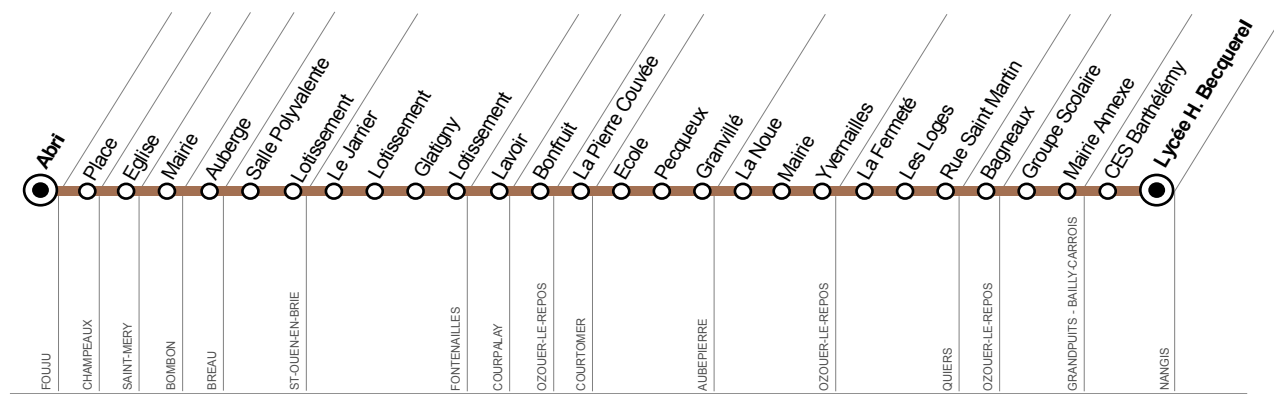 Abri
Place
Eglise
Mairie
Auberge
Salle Polyvalente
Lotissement
Le Jarrier
Lotissement
Glatigny
Lotissement
Lavoir
Bonfruit
La Pierre Couvée
Ecole
Pecqueux
Granvillé
La Noue
Mairie
Yvernailles
La Fermeté
Les Loges
Rue Saint Martin
Bagneaux
Groupe Scolaire
Mairie Annexe
CES Barthélémy
Lycée H. Becquerel
FOUJU
CHAMPEAUX
SAINT-MERY
BOMBON
BREAU
ST-OUEN-EN-BRIE
FONTENAILLES
COURPALAY
OZOUER-LE-REPOS
COURTOMER
AUBEPIERRE
OZOUER-LE-REPOS
QUIERS
OZOUER-LE-REPOS
GRANDPUITS - BAILLY-CARROIS
NANGIS